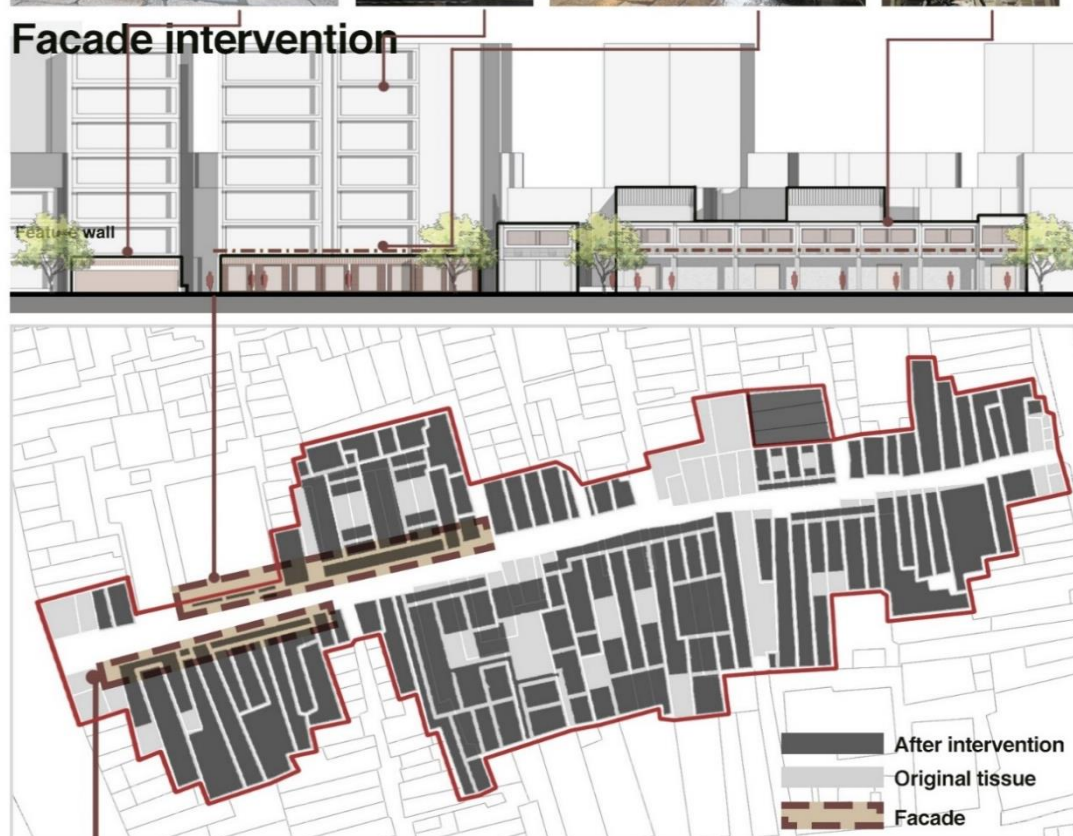 Facade intervention
Feature wall
After intervention
Original tissue
Facade